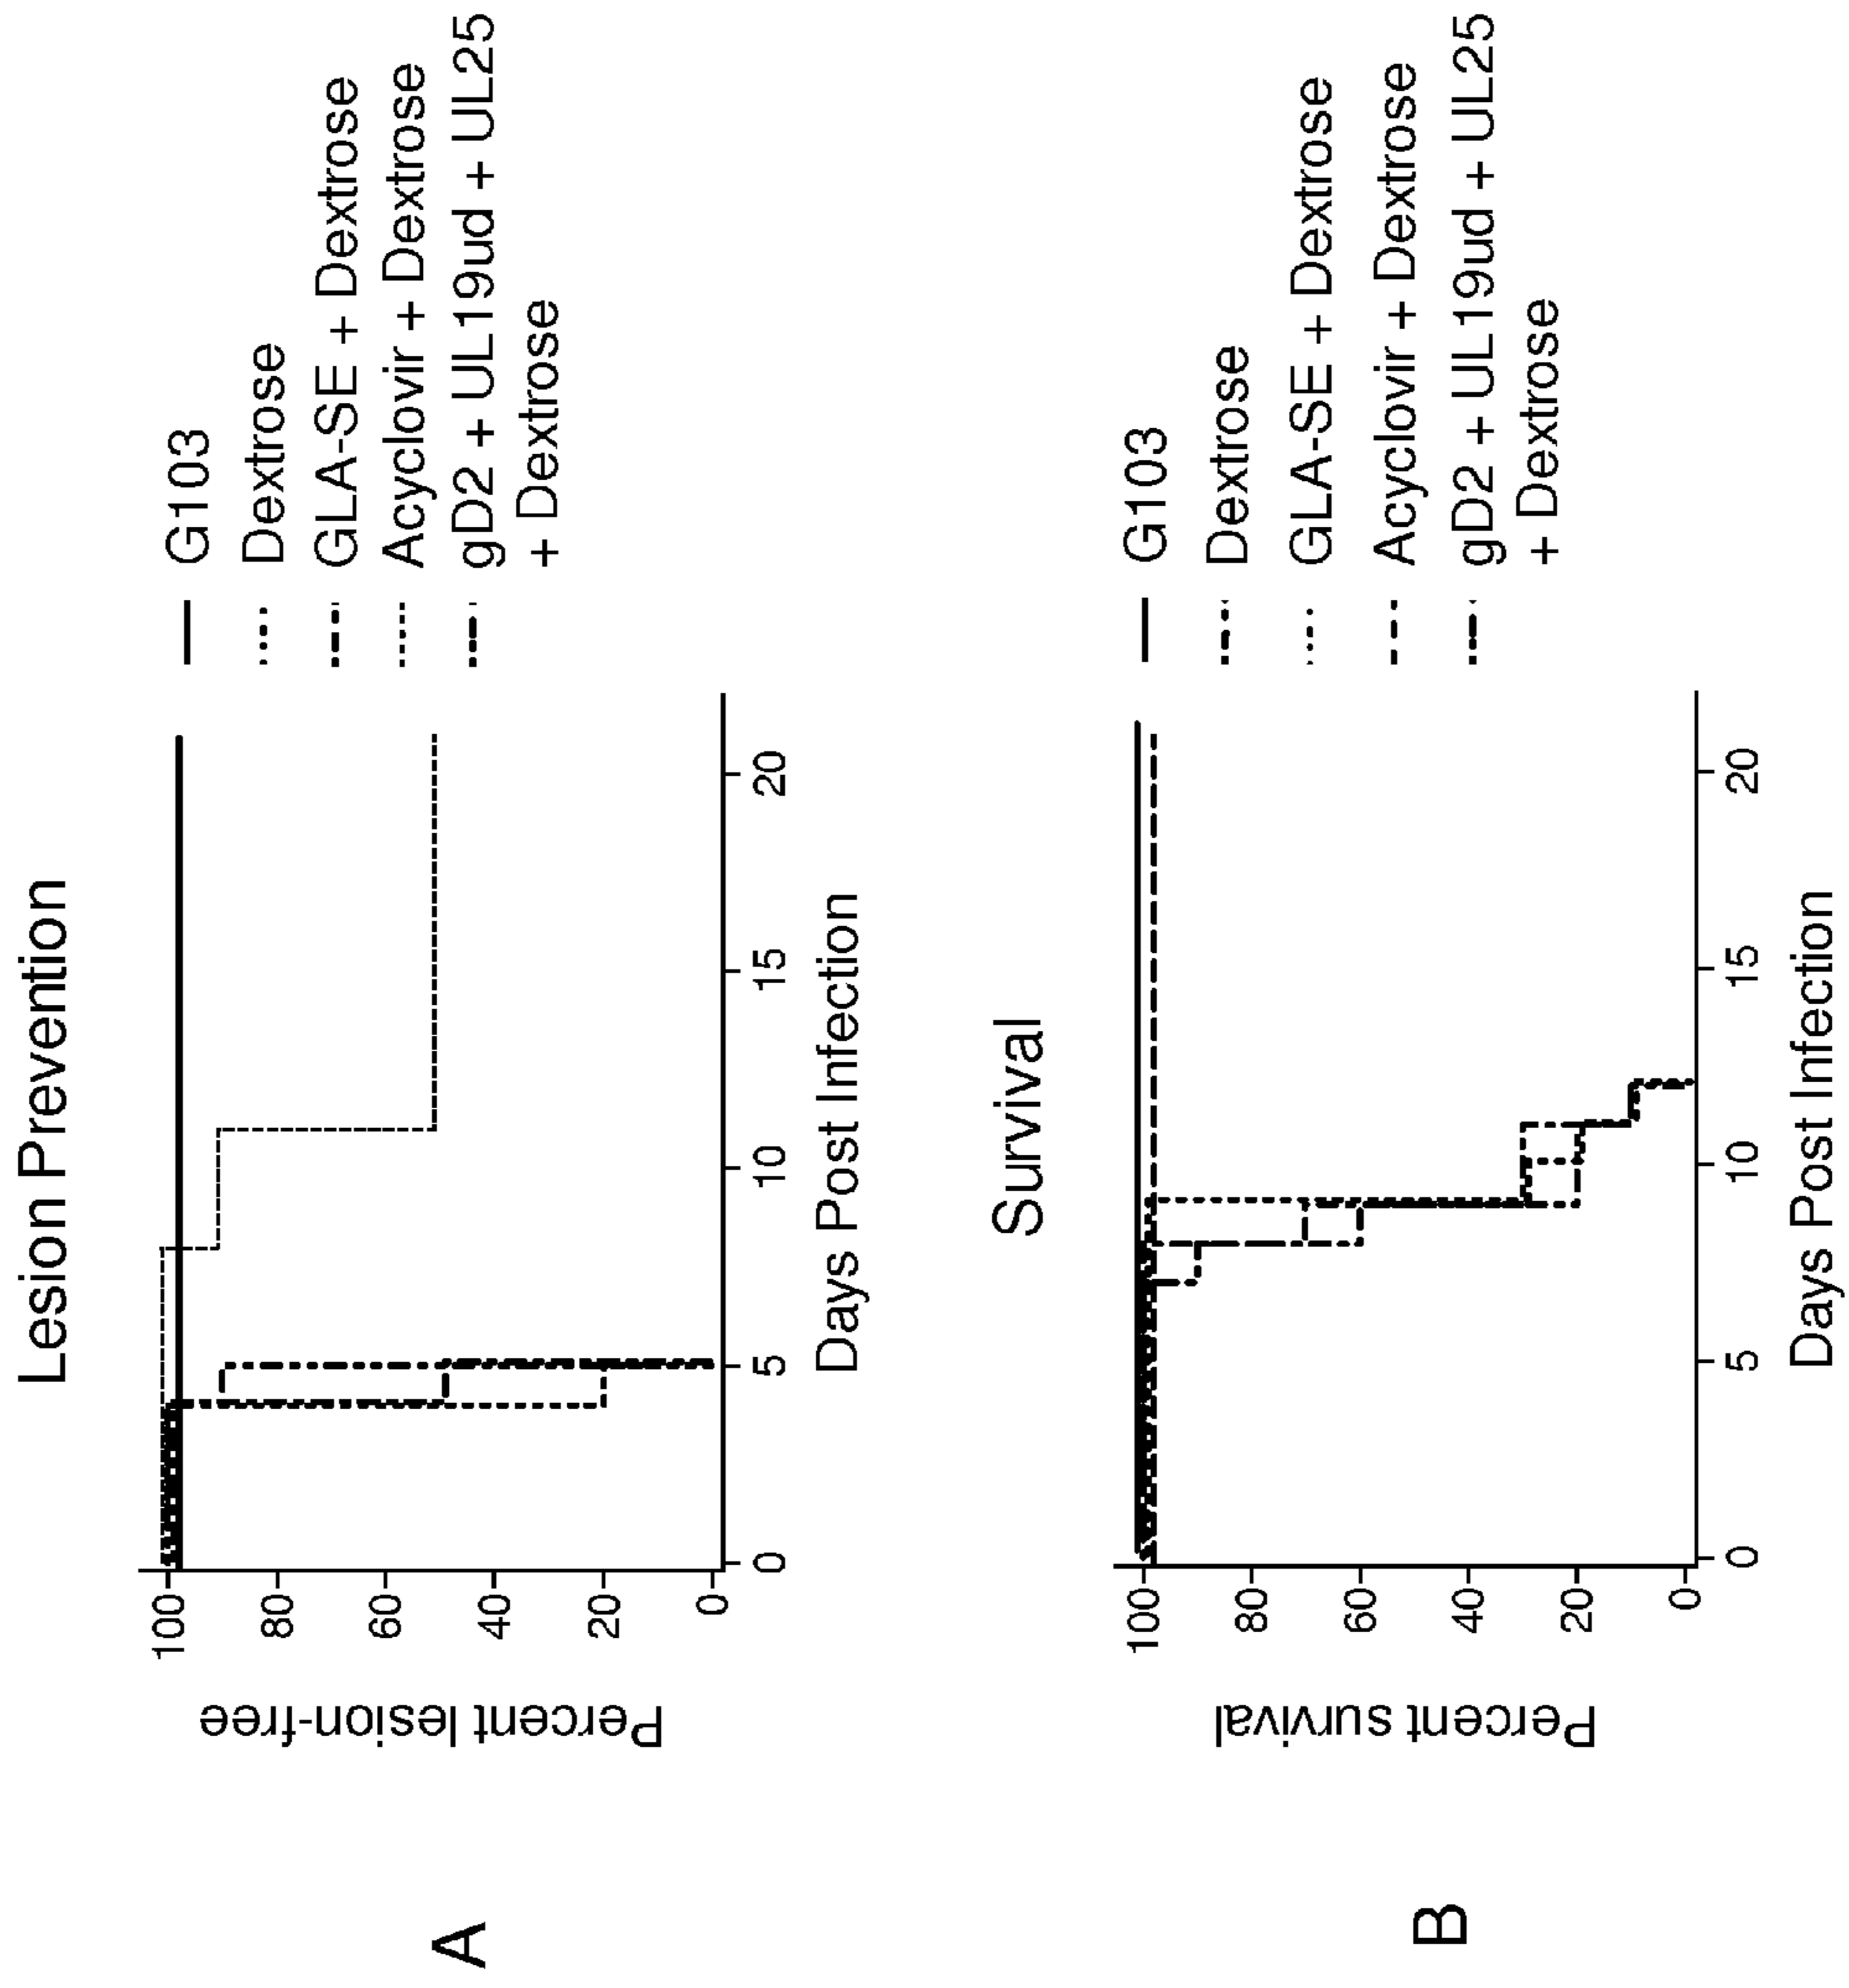 A
Lesion Prevention
Percent lesion-free
100
80
60
40
20
0
0 5 10 15 20
Days Post Infection
G103
Dextrose
GLA-SE + Dextrose
Acyclovir + Dextrose
gD2 + UL19ud + UL25
+ Dextrose
B
Survival
Percent survival
100
80
60
40
20
0
0 5 10 15 20
Days Post Infection
G103
Dextrose
GLA-SE + Dextrose
Acyclovir + Dextrose
gD2 + UL19ud + UL25
+ Dextrose